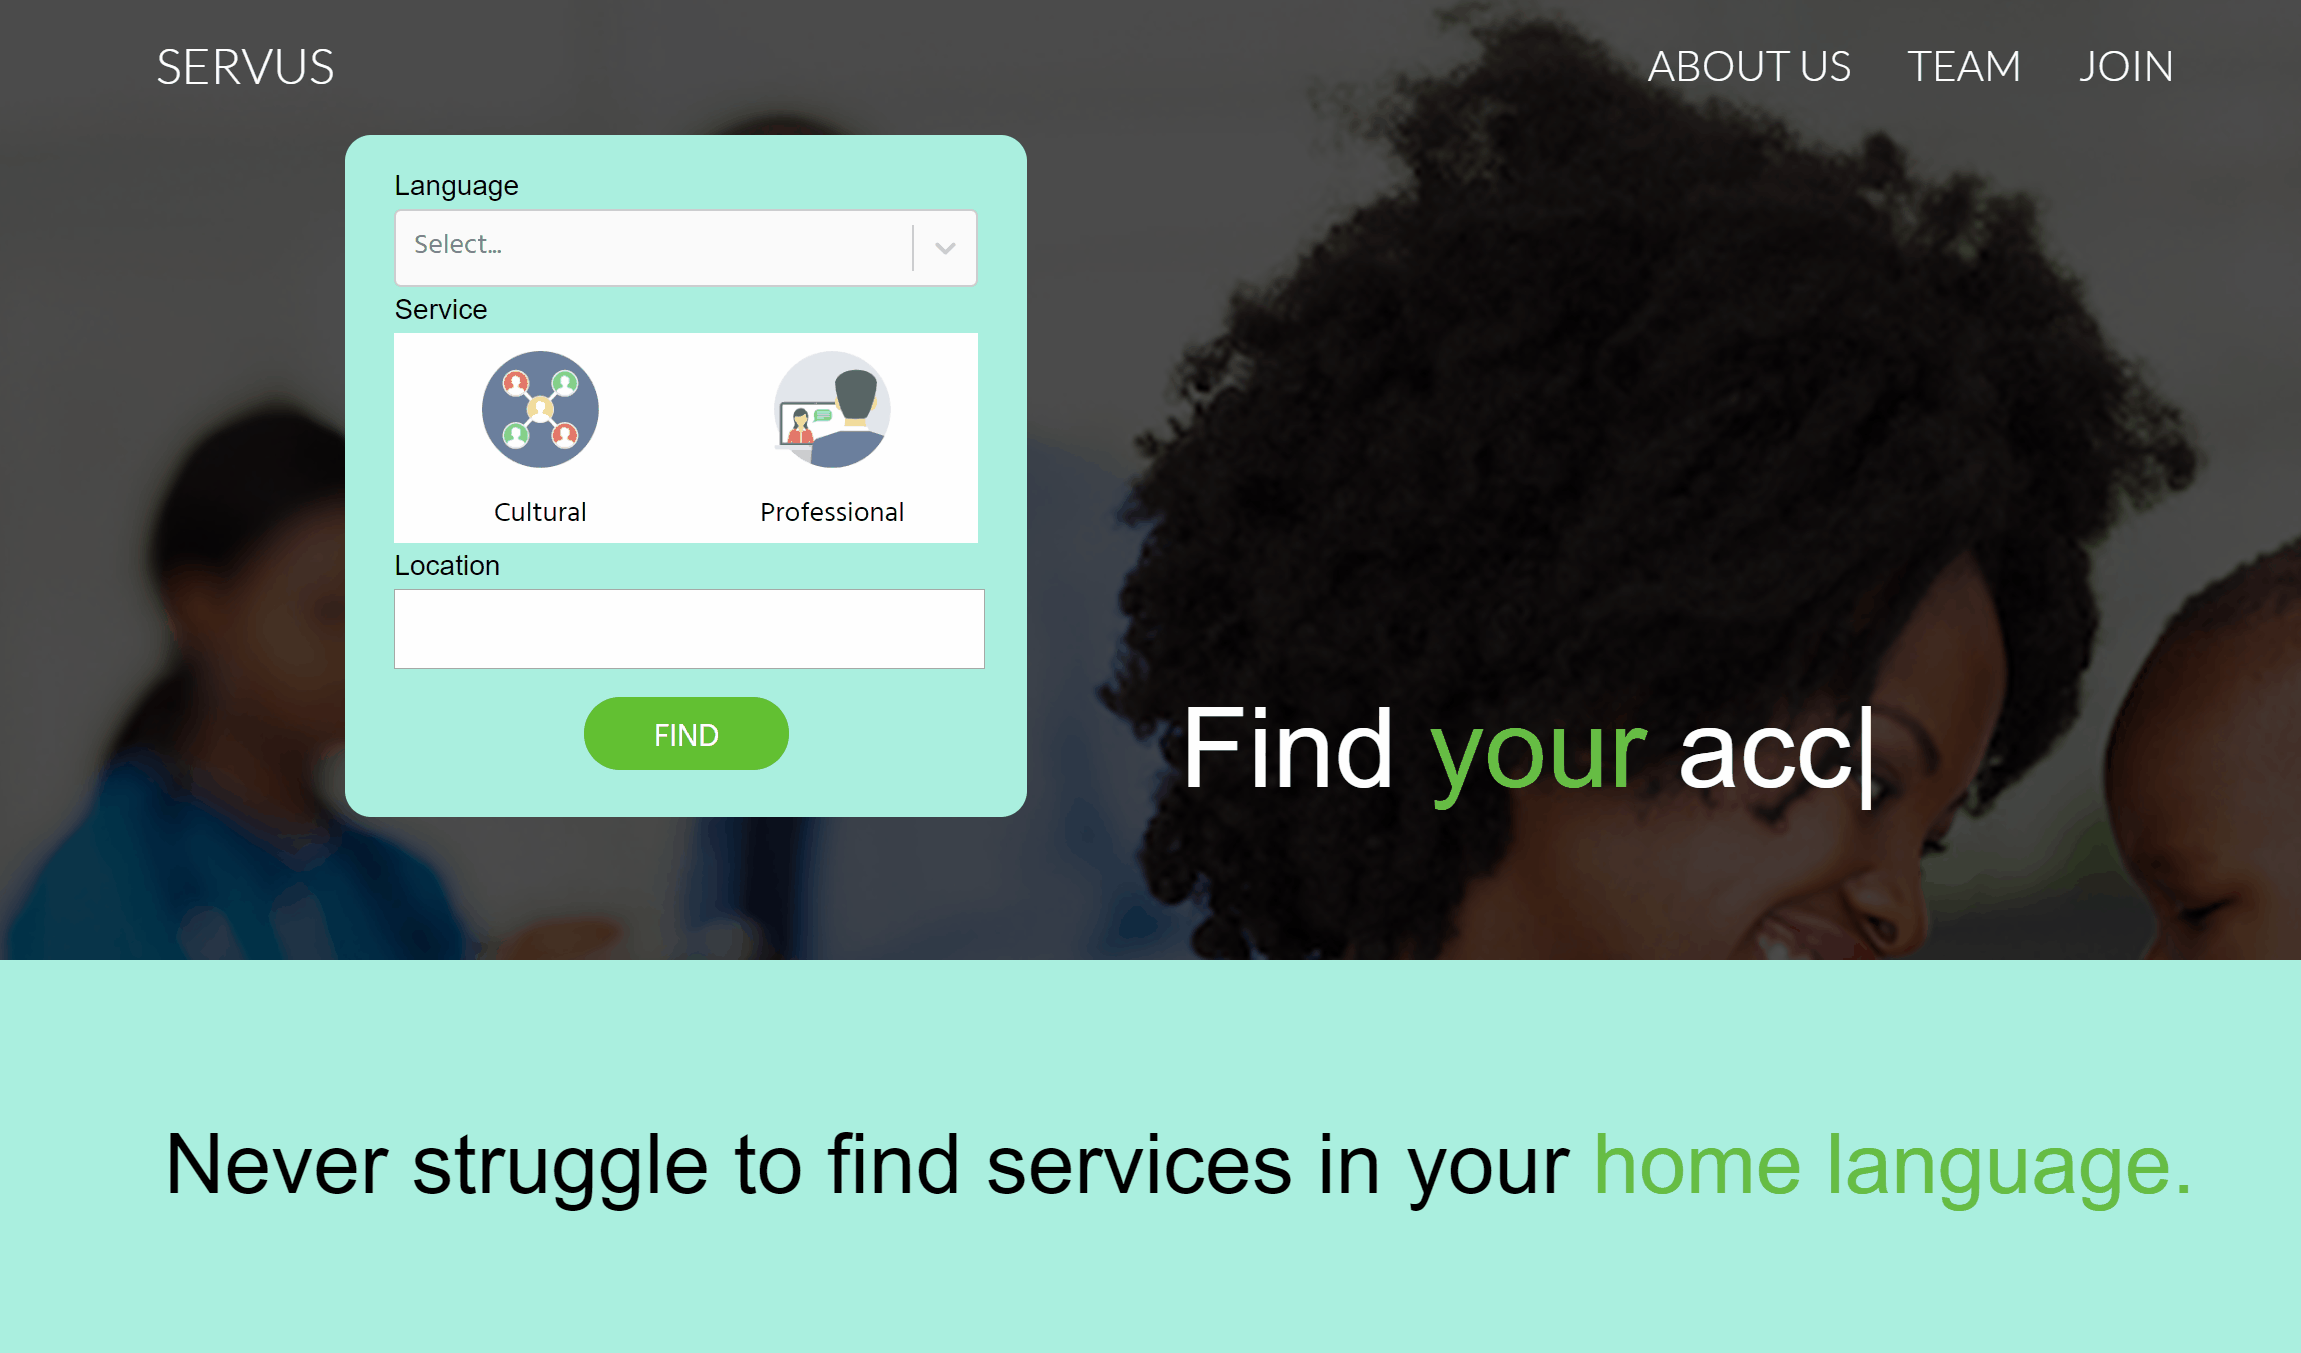 SERVUS
ABOUT US TEAM JOIN
Language
Select...
Service
Cultural Professional
Location
FIND
Find your acc|
Never struggle to find services in your home language.